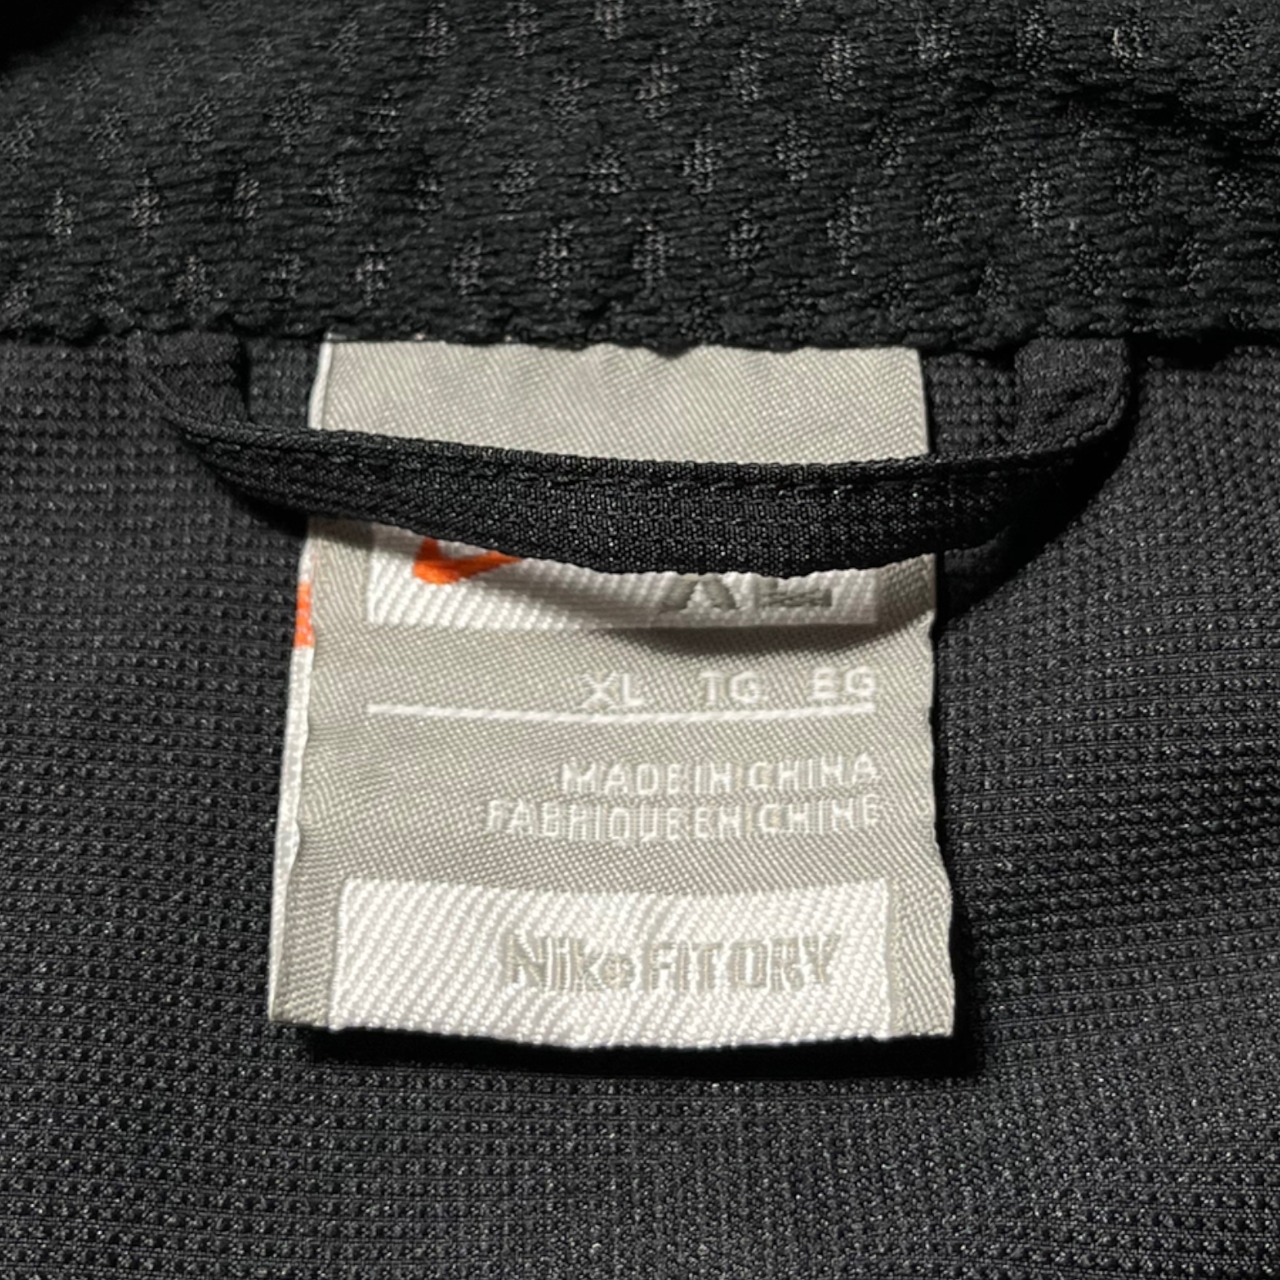 XL TG EG
MADE IN CHINA
FABRIQUE EN CHINE
Nike FIT DRY